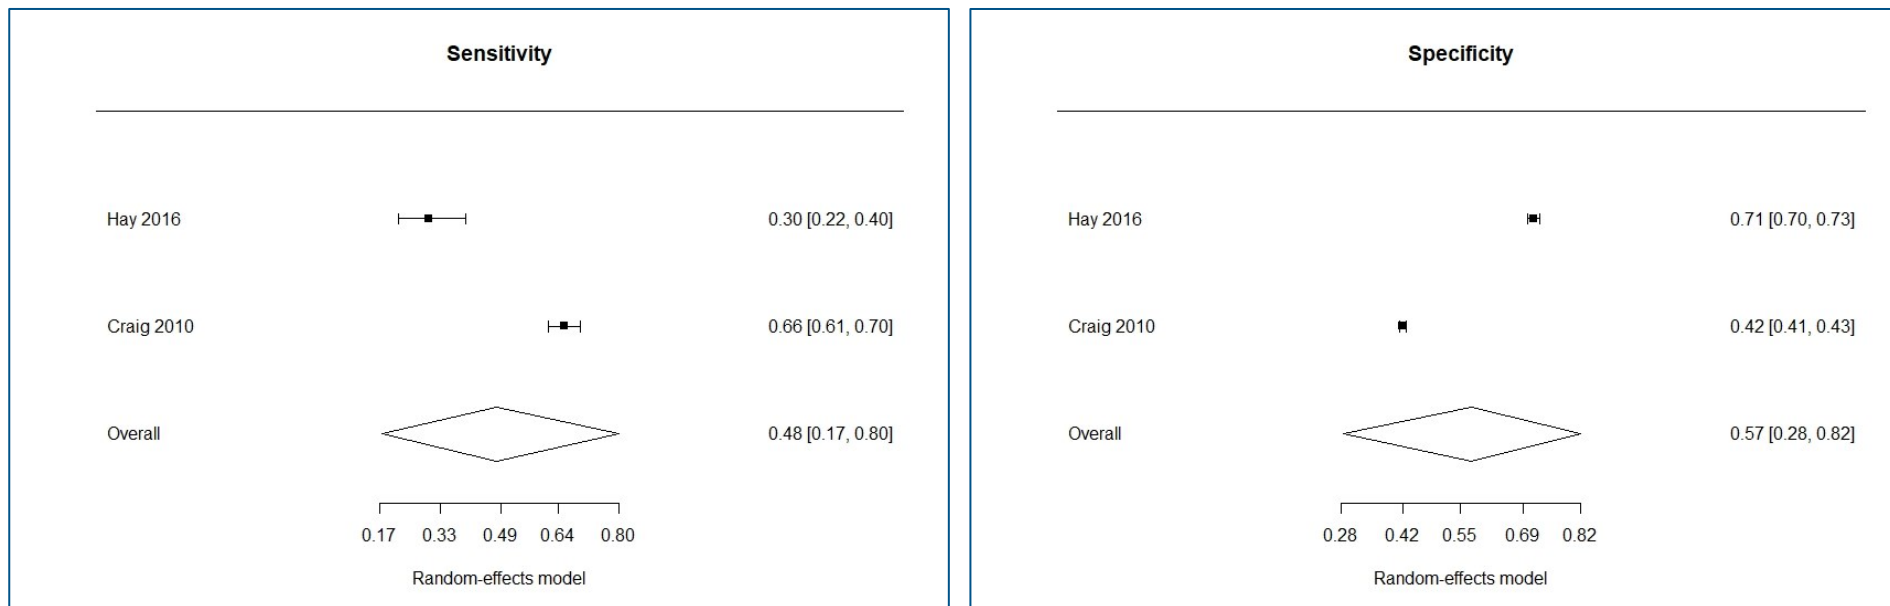 Sensitivity
Hay 2016 0.30 [0.22, 0.40]
Craig 2010 0.66 [0.61, 0.70]
Overall 0.48 [0.17, 0.80]
0.17 0.33 0.49 0.64 0.80
Random-effects model
Specificity
Hay 2016 0.71 [0.70, 0.73]
Craig 2010 0.42 [0.41, 0.43]
Overall 0.57 [0.28, 0.82]
0.28 0.42 0.55 0.69 0.82
Random-effects model